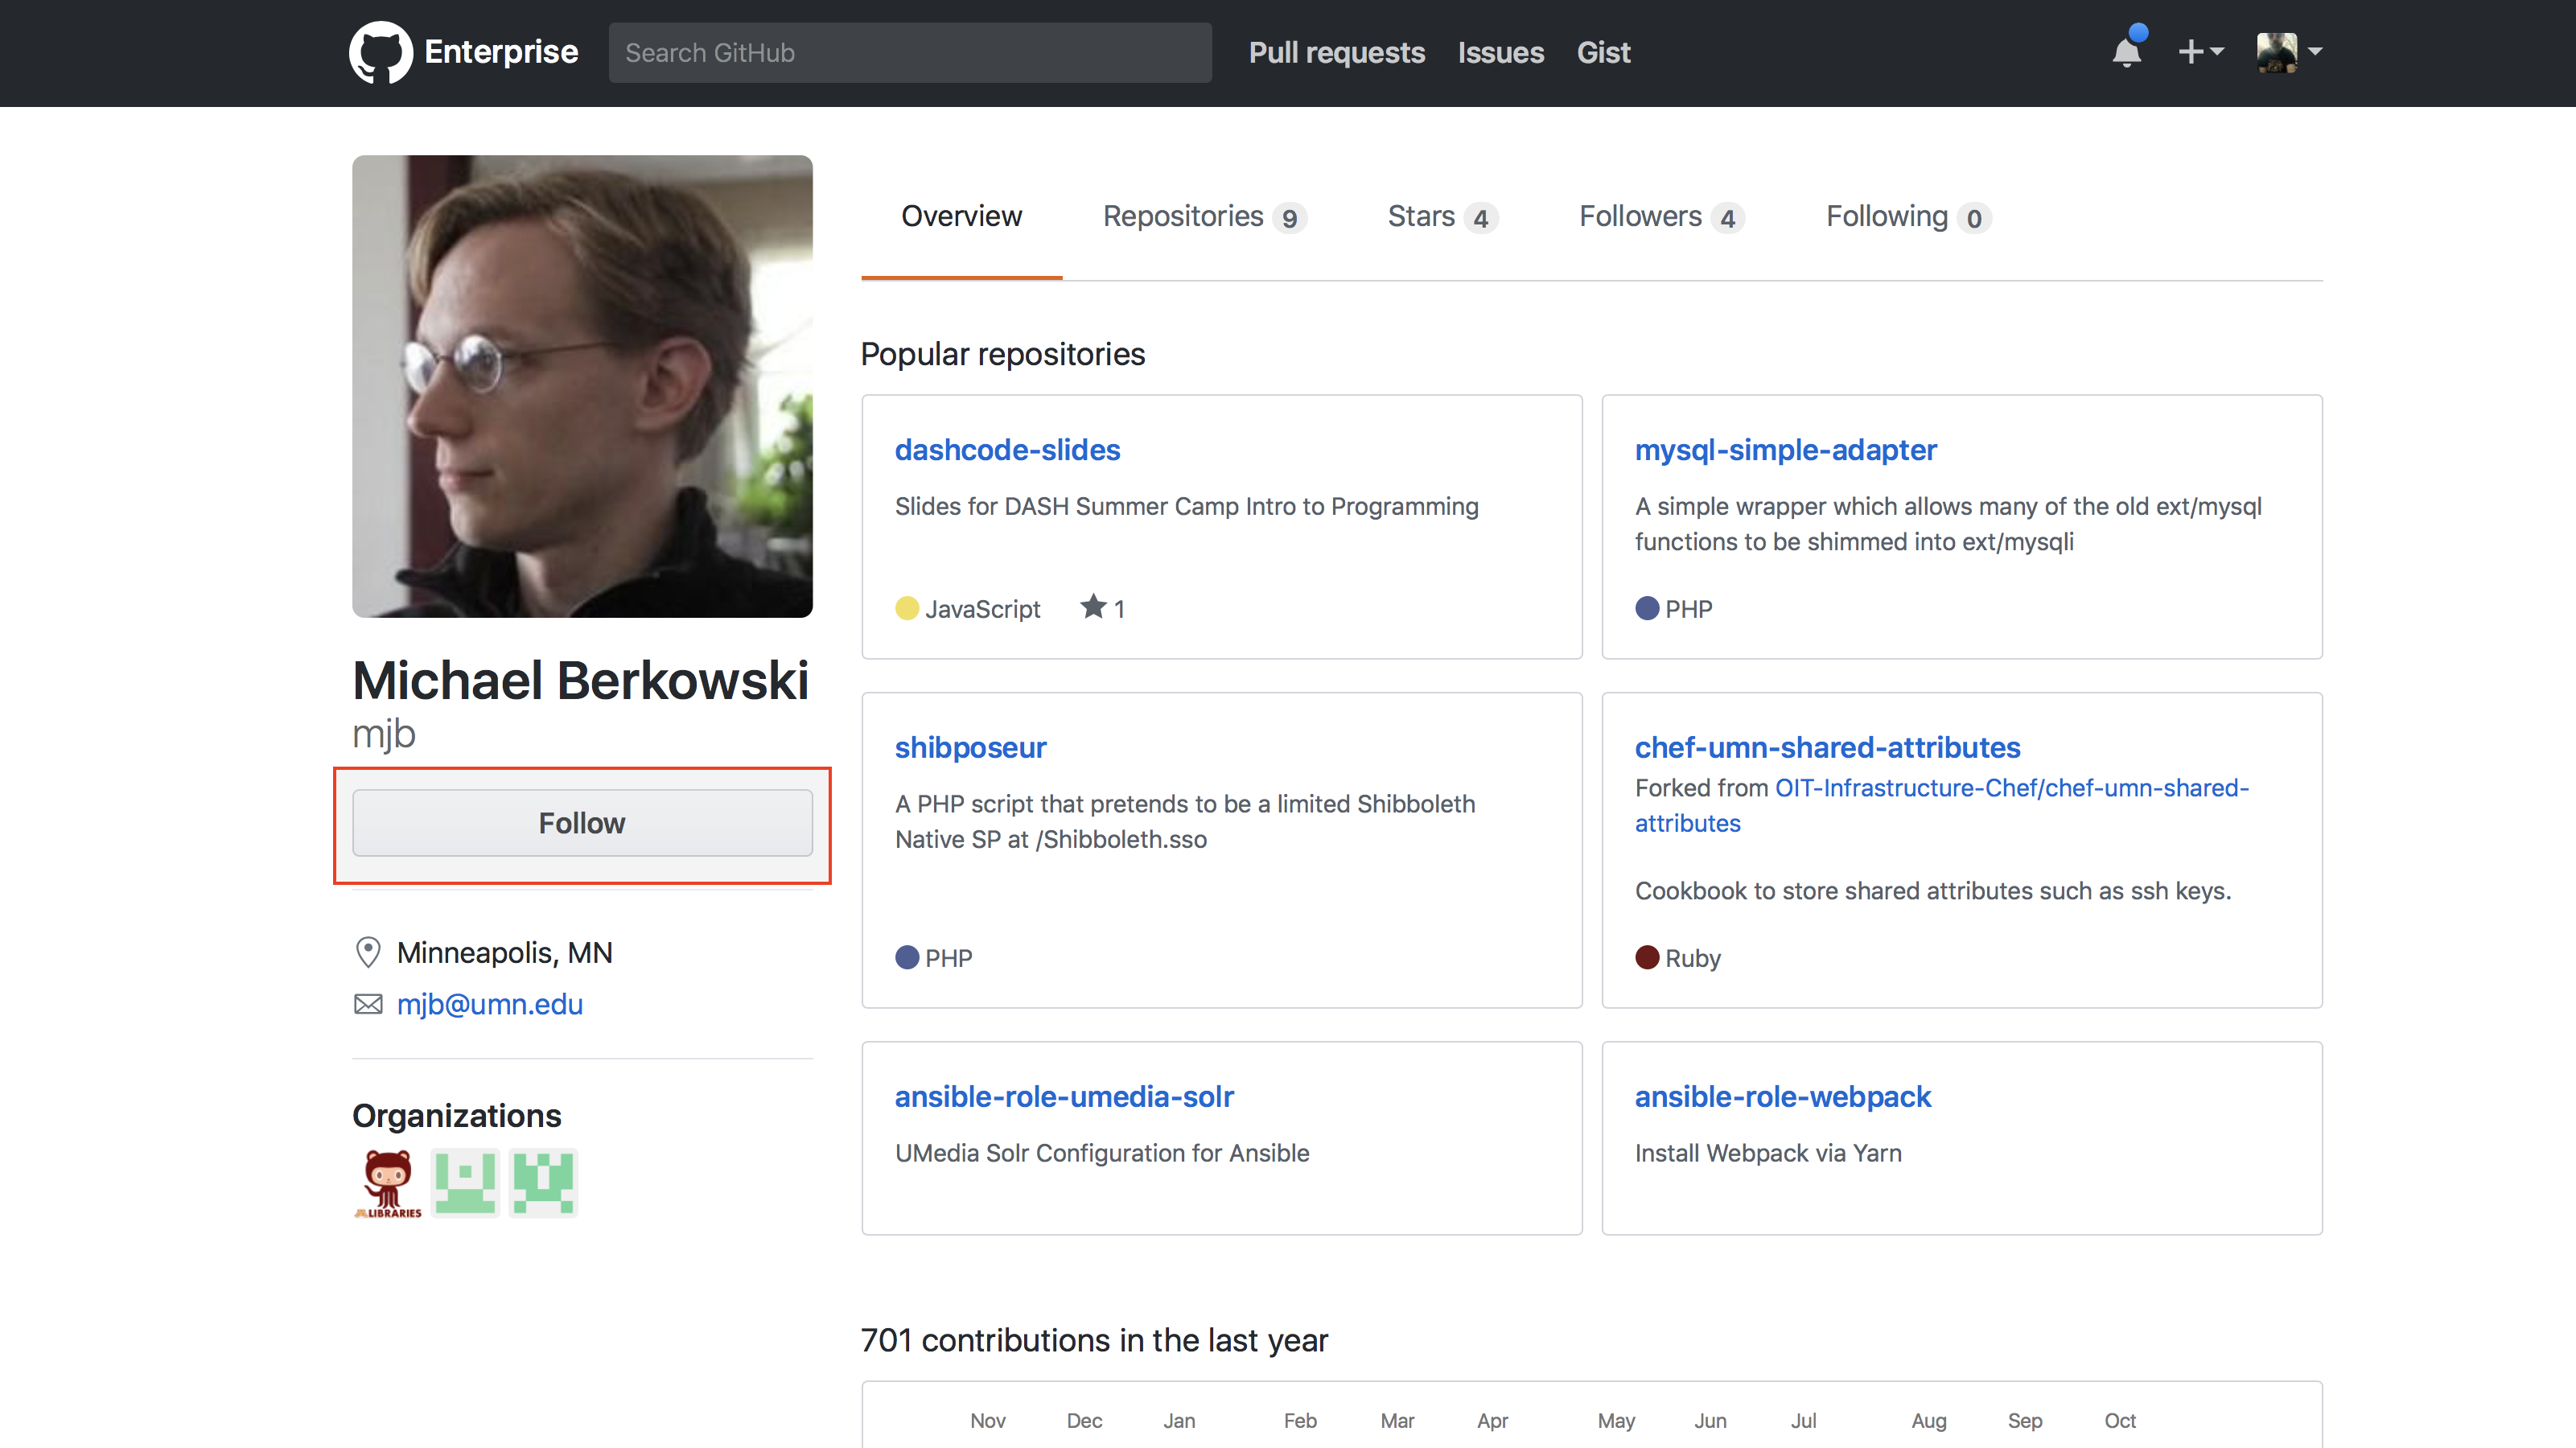 Enterprise
Search GitHub
Pull requests
Issues
Gist
Overview
Repositories 9
Stars 4
Followers 4
Following 0
Michael Berkowski
mjb
Follow
Minneapolis, MN
mjb@umn.edu
Organizations
LIBRARIES
Popular repositories
dashcode-slides
Slides for DASH Summer Camp Intro to Programming
JavaScript
1
mysql-simple-adapter
A simple wrapper which allows many of the old ext/mysql
functions to be shimmed into ext/mysqli
PHP
shibposeur
A PHP script that pretends to be a limited Shibboleth
Native SP at /Shibboleth.sso
PHP
chef-umn-shared-attributes
Forked from OIT-Infrastructure-Chef/chef-umn-shared-
attributes
Cookbook to store shared attributes such as ssh keys.
Ruby
ansible-role-umedia-solr
UMedia Solr Configuration for Ansible
ansible-role-webpack
Install Webpack via Yarn
701 contributions in the last year
Nov Dec Jan Feb Mar Apr May Jun Jul Aug Sep Oct